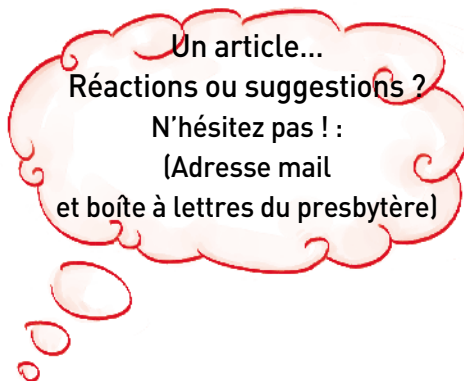 Un article...
Réactions ou suggestions ?
N'hésitez pas ! :
(Adresse mail
et boîte à lettres du presbytère)